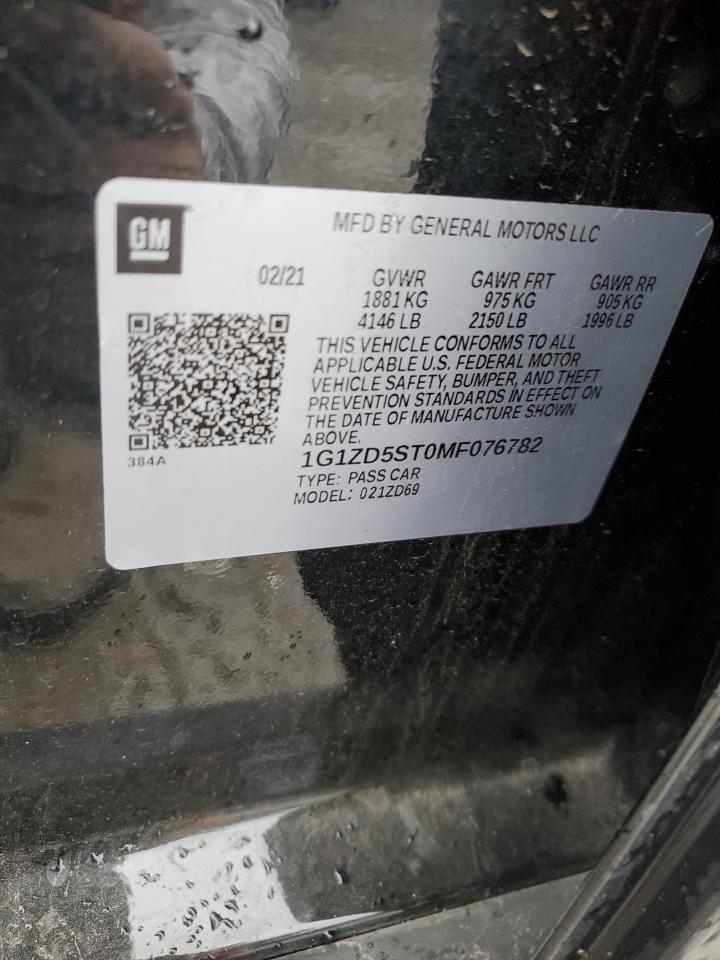 GM
MFD BY GENERAL MOTORS LLC
02/21 GVWR GAWR FRT GAWR RR
1881 KG 975 KG 905 KG
4146 LB 2150 LB 1996 LB
THIS VEHICLE CONFORMS TO ALL
APPLICABLE U.S. FEDERAL MOTOR
VEHICLE SAFETY, BUMPER, AND THEFT
PREVENTION STANDARDS IN EFFECT ON
THE DATE OF MANUFACTURE SHOWN
ABOVE.
384A
1G1ZD5ST0MF076782
TYPE: PASS CAR
MODEL: 021ZD69